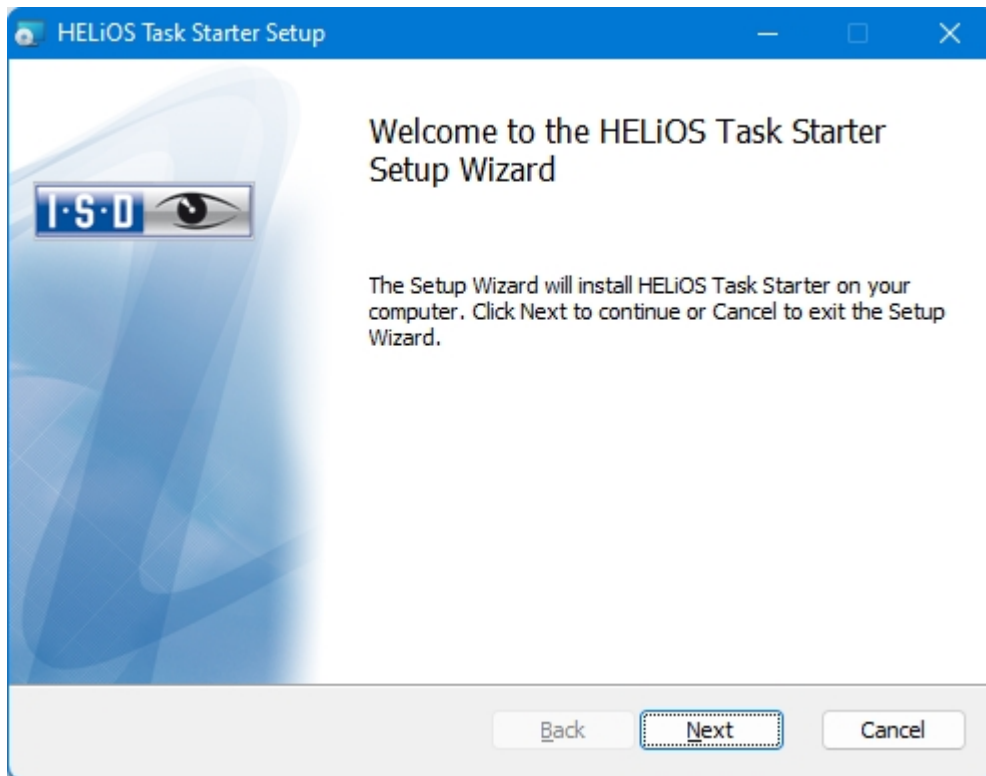 HELiOS Task Starter Setup
Welcome to the HELiOS Task Starter
Setup Wizard
I·S·D
The Setup Wizard will install HELiOS Task Starter on your
computer. Click Next to continue or Cancel to exit the Setup
Wizard.
Back Next Cancel